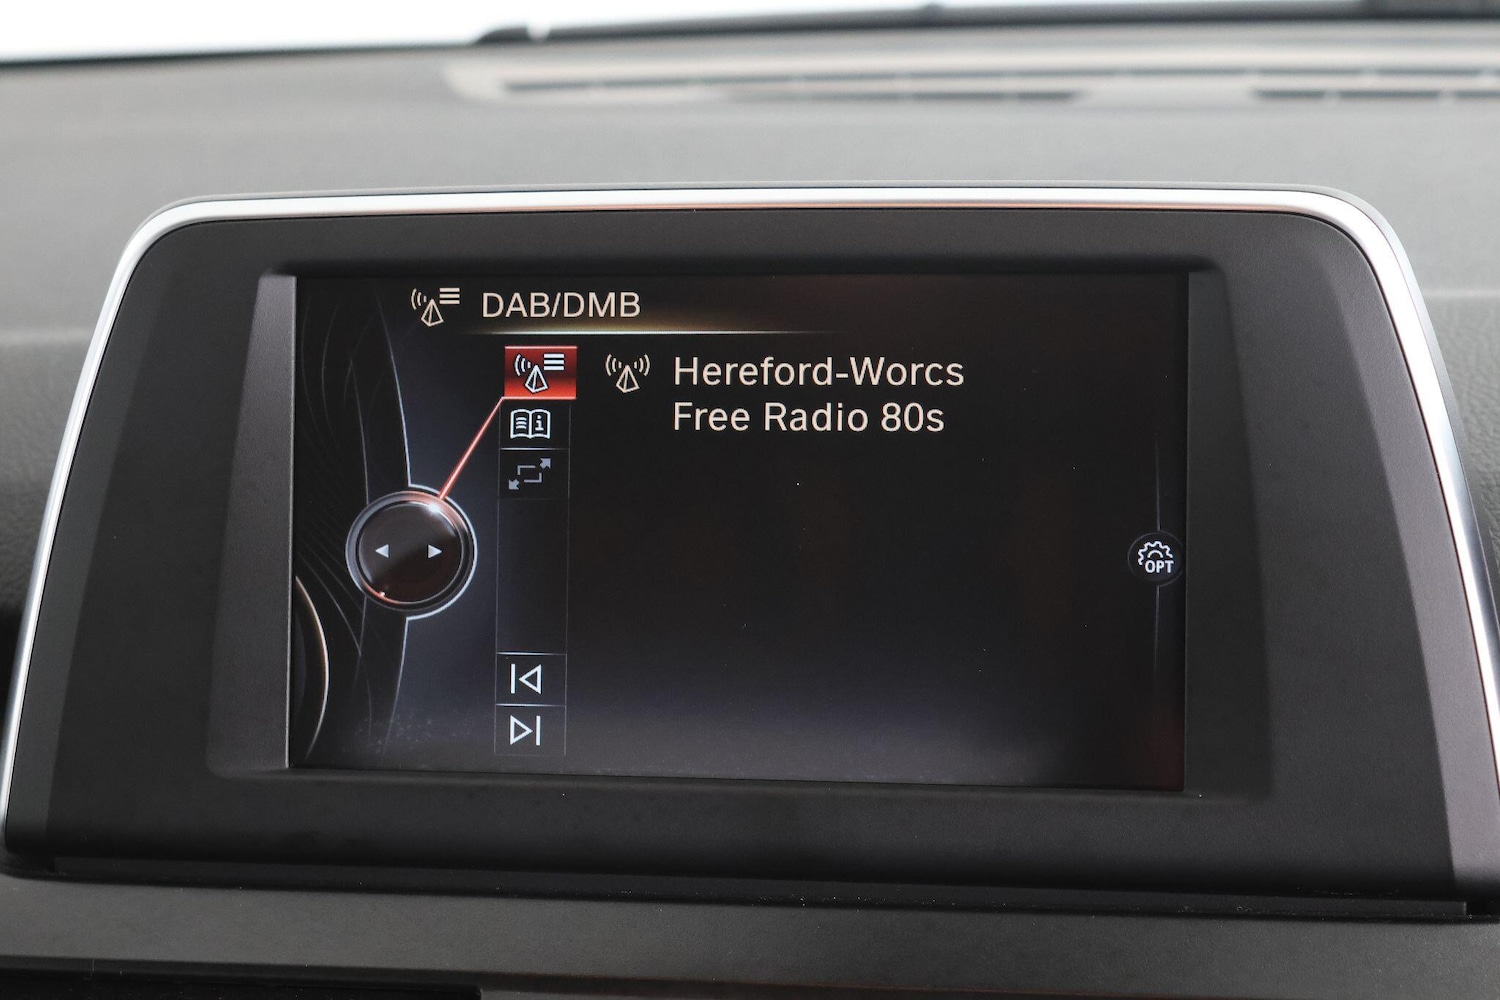 DAB/DMB
Hereford-Worcs
Free Radio 80s
OPT